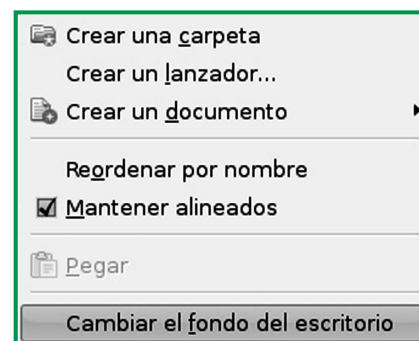 Crear una carpeta
Crear un lanzador...
Crear un documento
Reordenar por nombre
Mantener alineados
Pegar
Cambiar el fondo del escritorio